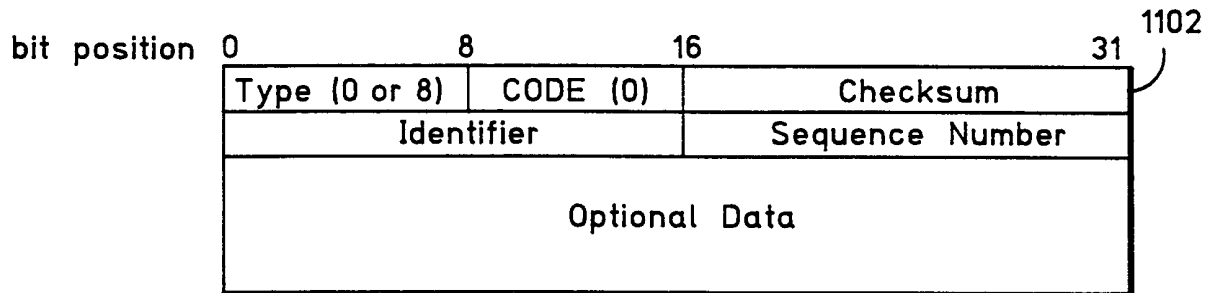 1102
bit position 0 8 16 31
Type (0 or 8) CODE (0) Checksum
Identifier Sequence Number
Optional Data